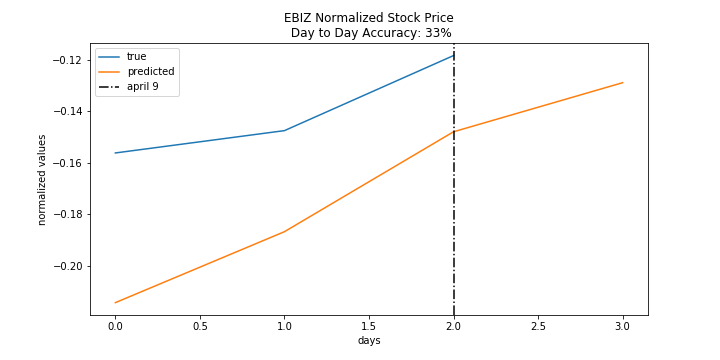 EBIZ Normalized Stock Price
Day to Day Accuracy: 33%
true
predicted
april 9
normalized values
−0.12
−0.14
−0.16
−0.18
−0.20
0.0 0.5 1.0 1.5 2.0 2.5 3.0
days